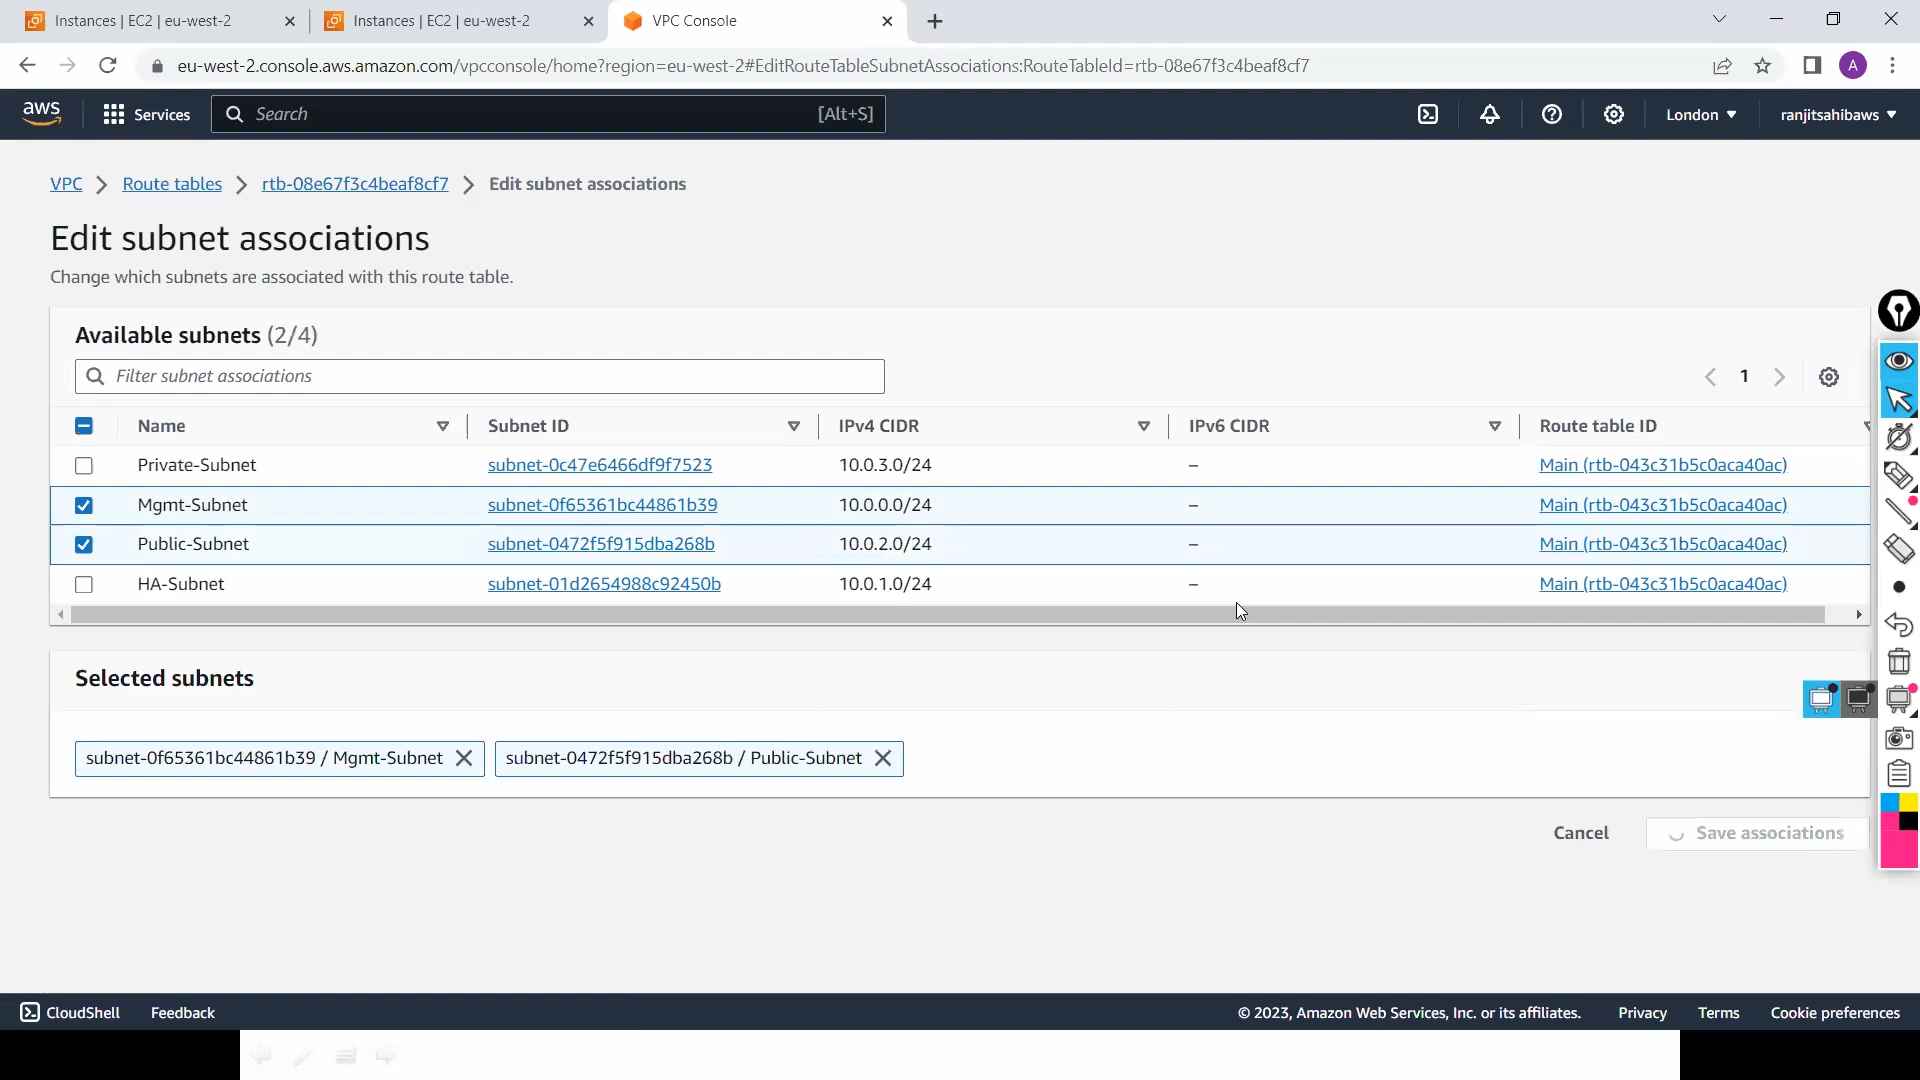 Instances | EC2 | eu-west-2
Instances | EC2 | eu-west-2
VPC Console
eu-west-2.console.aws.amazon.com/vpcconsole/home?region=eu-west-2#EditRouteTableSubnetAssociations:RouteTableId=rtb-08e67f3c4beaf8cf7
A
aws
Services
Search
[Alt+S]
London
ranjitsahibaws
VPC
Route tables
rtb-08e67f3c4beaf8cf7
Edit subnet associations
Edit subnet associations
Change which subnets are associated with this route table.
Available subnets (2/4)
Filter subnet associations
1
Name Subnet ID IPv4 CIDR IPv6 CIDR Route table ID
Private-Subnet subnet-0c47e6466df9f7523 10.0.3.0/24 – Main (rtb-043c31b5c0aca40ac)
Mgmt-Subnet subnet-0f65361bc44861b39 10.0.0.0/24 – Main (rtb-043c31b5c0aca40ac)
Public-Subnet subnet-0472f5f915dba268b 10.0.2.0/24 – Main (rtb-043c31b5c0aca40ac)
HA-Subnet subnet-01d2654988c92450b 10.0.1.0/24 – Main (rtb-043c31b5c0aca40ac)
Selected subnets
subnet-0f65361bc44861b39 / Mgmt-Subnet
subnet-0472f5f915dba268b / Public-Subnet
Cancel
Save associations
CloudShell
Feedback
© 2023, Amazon Web Services, Inc. or its affiliates.
Privacy
Terms
Cookie preferences